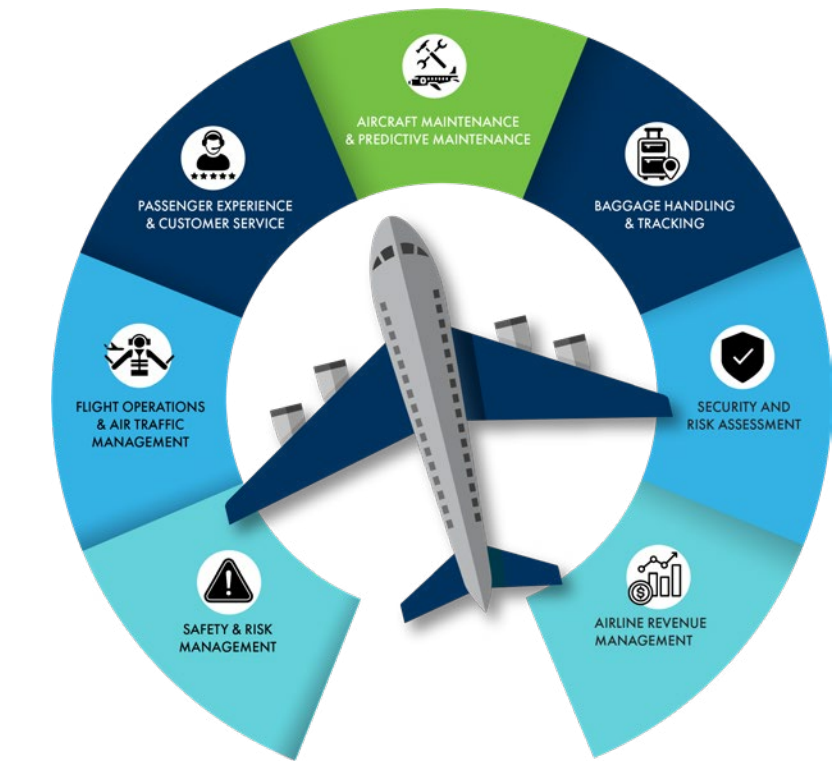 AIRCRAFT MAINTENANCE
& PREDICTIVE MAINTENANCE
PASSENGER EXPERIENCE
& CUSTOMER SERVICE
BAGGAGE HANDLING
& TRACKING
FLIGHT OPERATIONS
& AIR TRAFFIC
MANAGEMENT
SECURITY AND
RISK ASSESSMENT
SAFETY & RISK
MANAGEMENT
AIRLINE REVENUE
MANAGEMENT